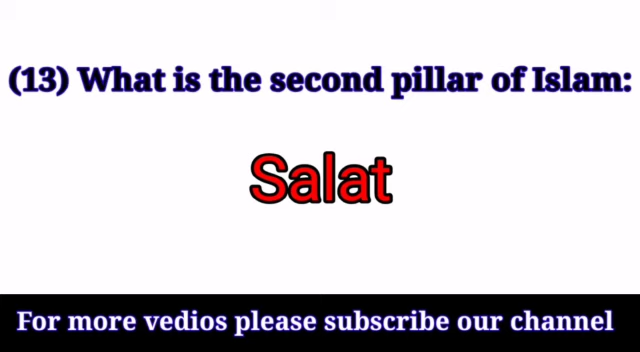 (13) What is the second pillar of Islam:
Salat
For more vedios please subscribe our channel